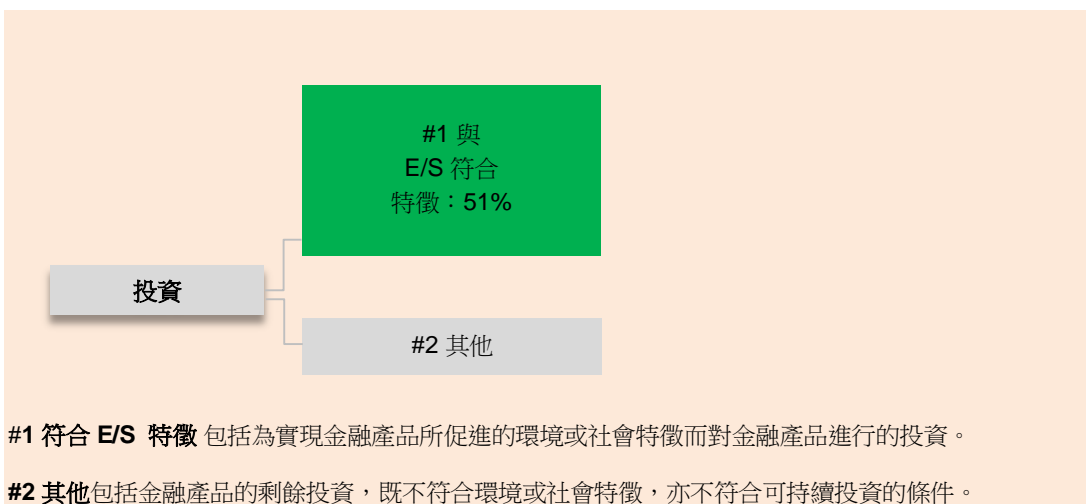 #1 與
E/S 符合
特徵：51%
投資
#2 其他
#1 符合 E/S 特徵 包括為實現金融產品所促進的環境或社會特徵而對金融產品進行的投資。
#2 其他包括金融產品的剩餘投資，既不符合環境或社會特徵，亦不符合可持續投資的條件。